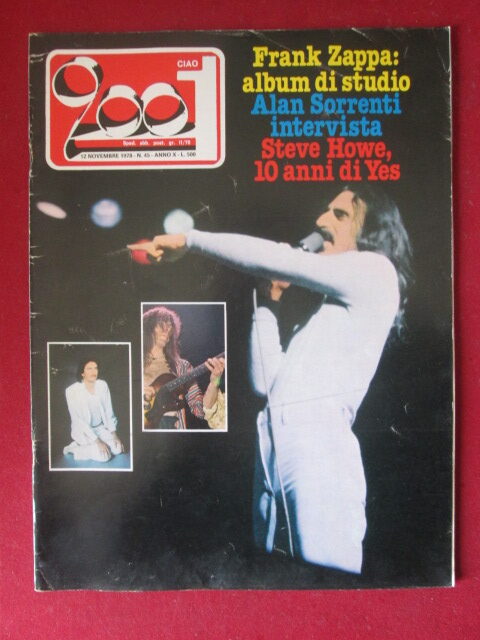 CIAO
2001
Sped. abb. post. gr. II/70
12 NOVEMBRE 1978 - N. 45 - ANNO X - L. 500
Frank Zappa:
album di studio
Alan Sorrenti
intervista
Steve Howe,
10 anni di Yes